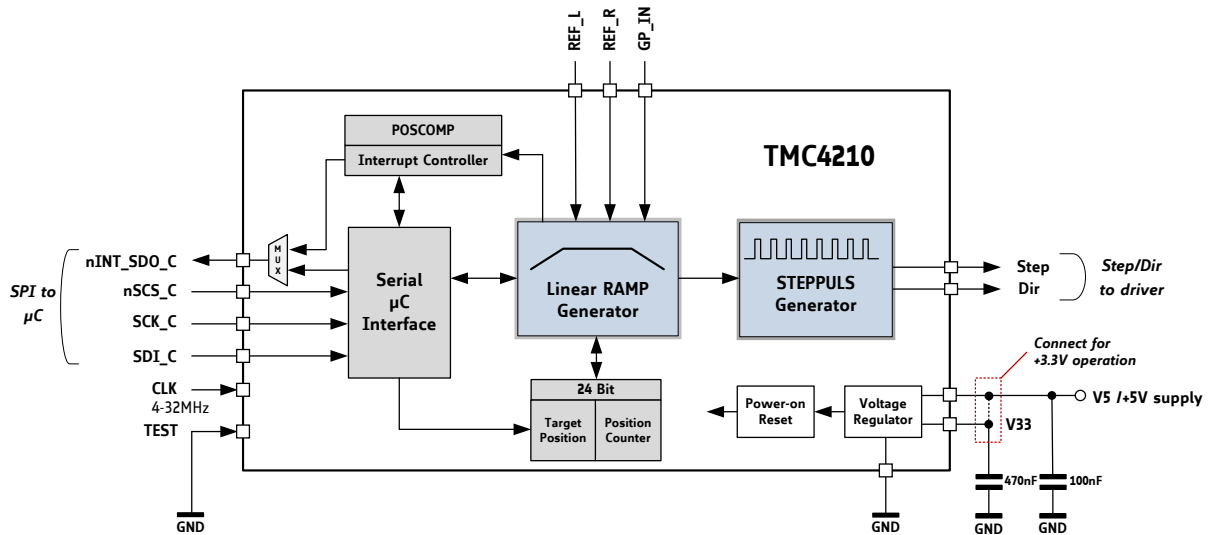 REF_L
REF_R
GP_IN
TMC4210
POSCOMP
Interrupt Controller
MUX
nINT_SDO_C
nSCS_C
SCK_C
SDI_C
SPI to
µC
CLK
4-32MHz
TEST
GND
Serial
µC
Interface
Linear RAMP
Generator
STEPPULS
Generator
Step
Dir
Step/Dir
to driver
24 Bit
Target
Position
Position
Counter
Power-on
Reset
Voltage
Regulator
Connect for
+3.3V operation
V5 /+5V supply
V33
470nF
100nF
GND
GND
GND